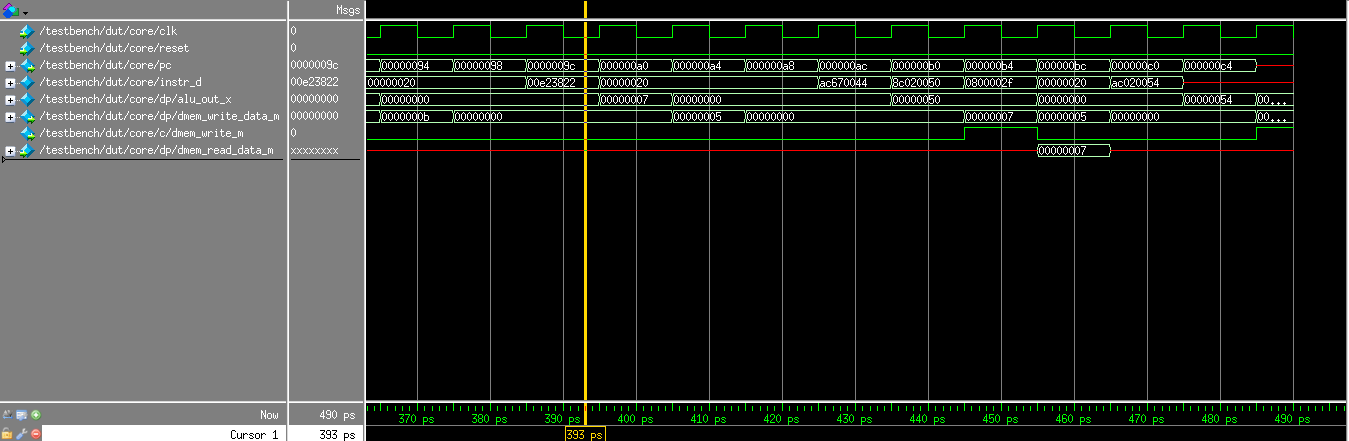 Msgs
/testbench/dut/core/clk 0
/testbench/dut/core/reset 0
/testbench/dut/core/pc 0000009c 00000094 00000098 0000009c 000000a0 000000a4 000000a8 000000ac 000000b0 000000b4 000000bc 000000c0 000000c4
/testbench/dut/core/instr_d 00e23822 00000020 00e23822 00000020 ac670044 8c020050 0800002f 00000020 ac020054
/testbench/dut/core/dp/alu_out_x 00000000 00000000 00000007 00000000 00000050 00000000 00000054 00...
/testbench/dut/core/dp/dmem_write_data_m 00000000 0000000b 00000000 00000005 00000000 00000007 00000005 00000000 00...
/testbench/dut/core/c/dmem_write_m 0
/testbench/dut/core/dp/dmem_read_data_m xxxxxxxx 00000007
Now 490 ps 370 ps 380 ps 390 ps 400 ps 410 ps 420 ps 430 ps 440 ps 450 ps 460 ps 470 ps 480 ps 490 ps
Cursor 1 393 ps 393 ps